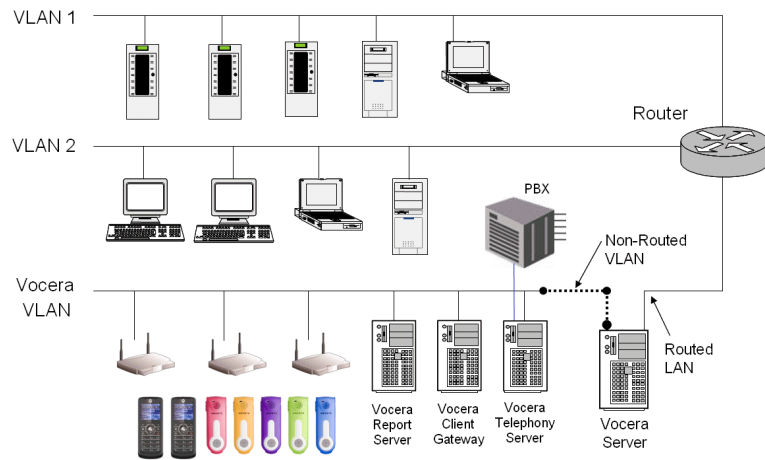 VLAN 1
Router
VLAN 2
PBX
Non-Routed
VLAN
Vocera
VLAN
Routed
LAN
Vocera
Report
Server
Vocera
Client
Gateway
Vocera
Telephony
Server
Vocera
Server